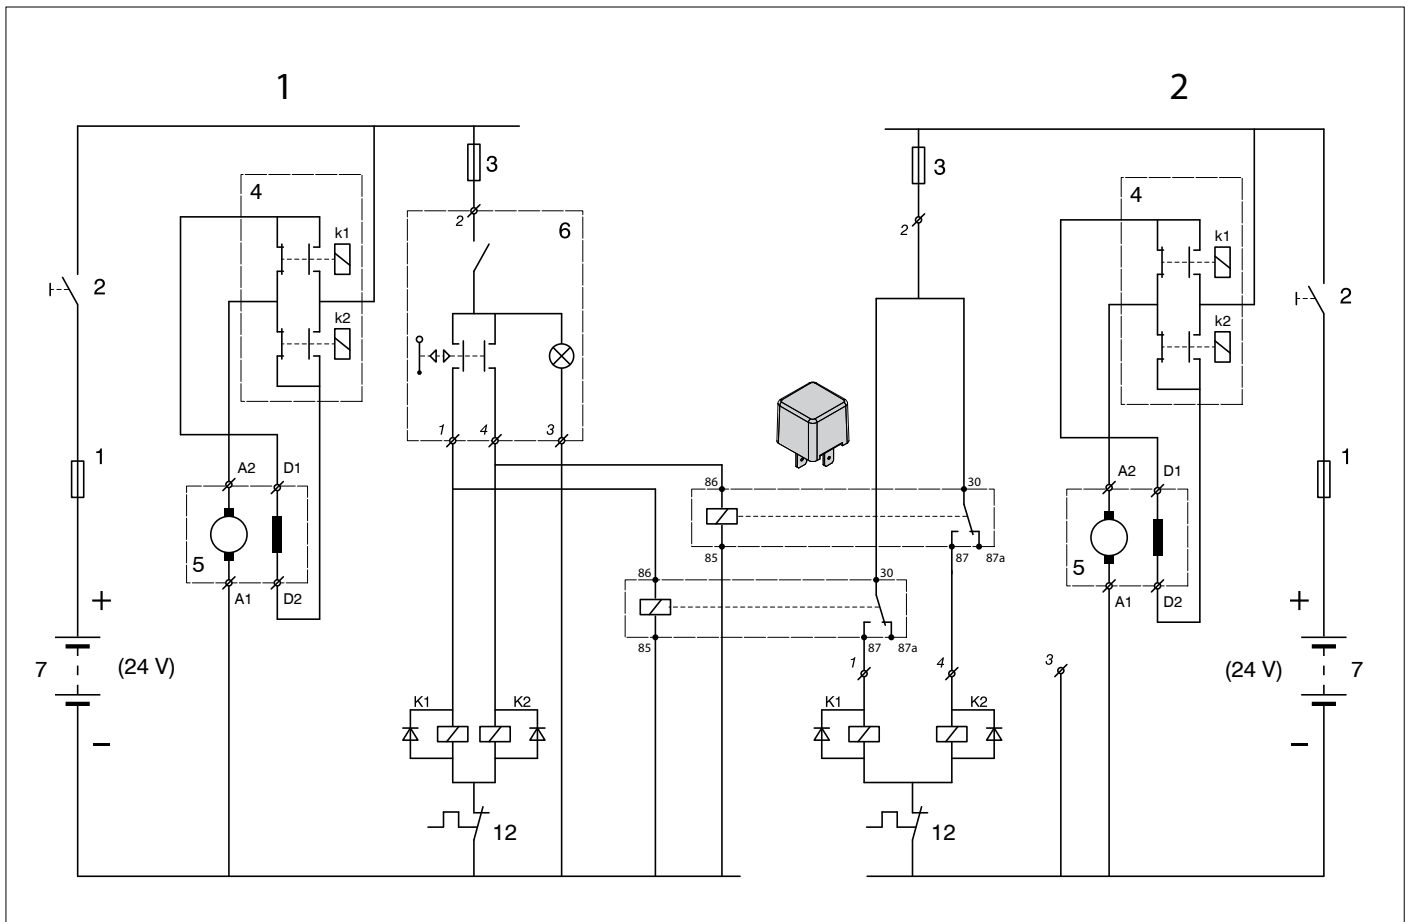 1 2
3 3
4 4
2 6 2
k1 k1
2 2
k2 k2
1 4 3
1 A2 D1 A2 D1 1
86 30
85 87 87a
5 5
86 30
A1 D2 A1 D2
+ +
85 87 87a
7 (24 V) 1 4 3 (24 V) 7
K1 K2 K1 K2
– –
12 12